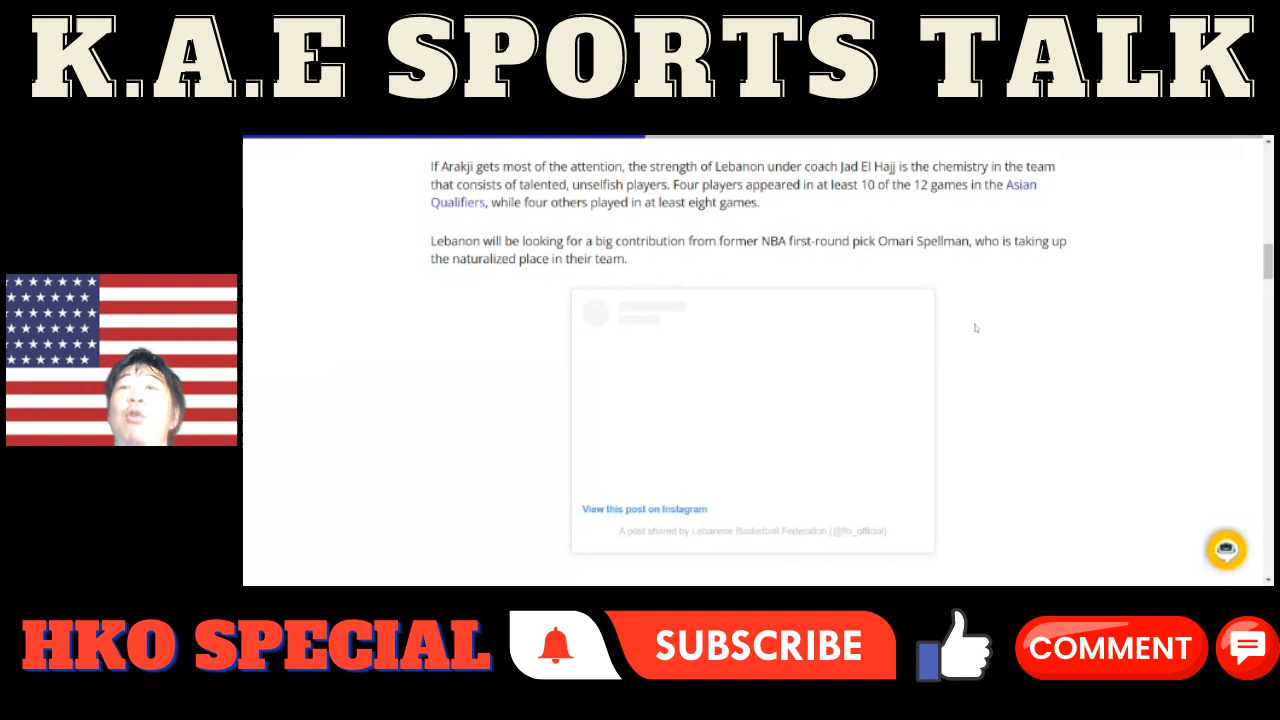 K.A.E SPORTS TALK
If Arakji gets most of the attention, the strength of Lebanon under coach Jad El Hajj is the chemistry in the team
that consists of talented, unselfish players. Four players appeared in at least 10 of the 12 games in the Asian
Qualifiers, while four others played in at least eight games.
Lebanon will be looking for a big contribution from former NBA first-round pick Omari Spellman, who is taking up
the naturalized place in their team.
View this post on Instagram
A post shared by Lebanese Basketball Federation (@flb_official)
HKO SPECIAL
SUBSCRIBE
COMMENT